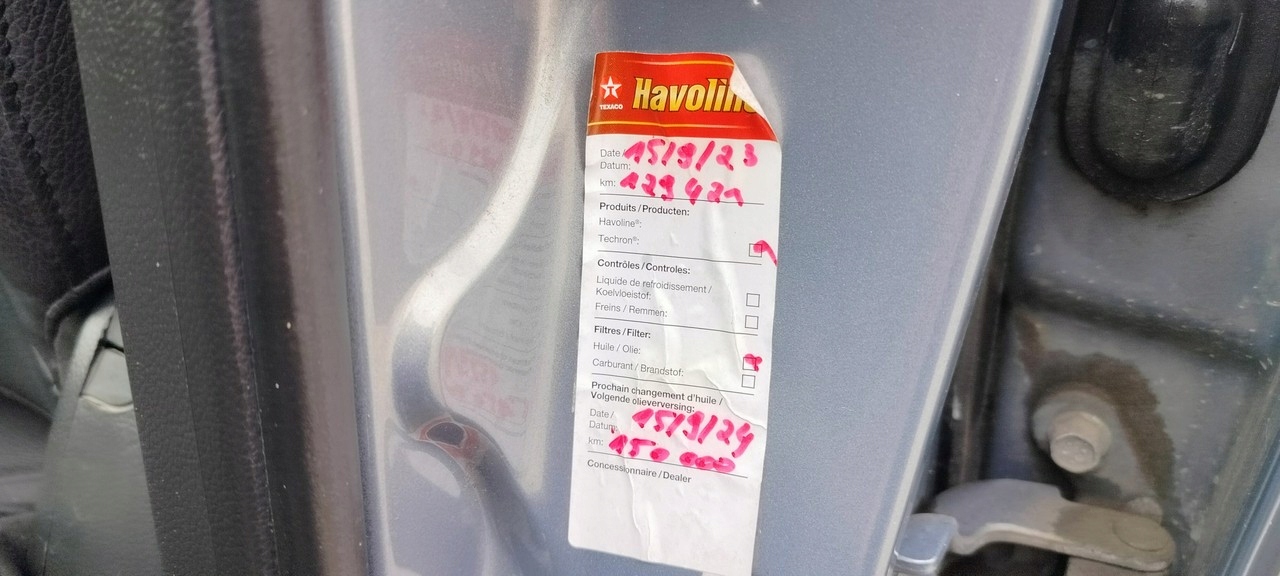 TEXACO
Havoline
Date / 15/9/23
Datum:
km: 129 421
Produits / Producten:
Havoline®:
Techron®:
Contrôles / Controles:
Liquide de refroidissement /
Koelvloeistof:
Freins / Remmen:
Filtres / Filter:
Huile / Olie:
Carburant / Brandstof:
Prochain changement d'huile /
Volgende olieverversing:
Date / 15/9/24
Datum:
km: 150 000
Concessionnaire / Dealer